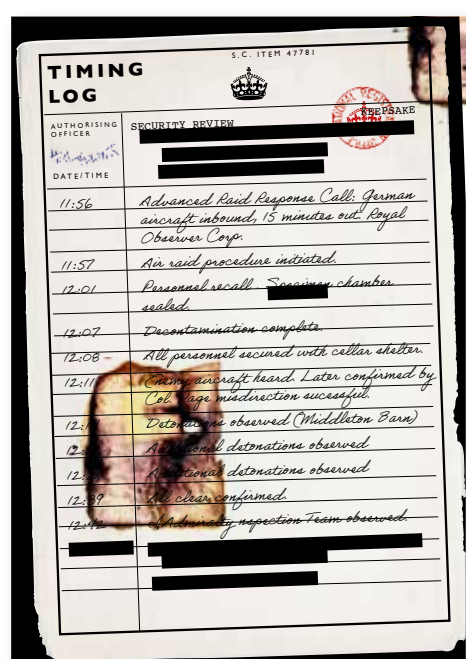 S.C. ITEM 47781
TIMING
LOG
KEEPSAKE
AUTHORISING
OFFICER
SECURITY REVIEW
DATE/TIME
11:56 Advanced Raid Response Call: German
aircraft inbound, 15 minutes out. Royal
Observer Corp.
11:57 Air raid procedure initiated.
12:01 Personnel recall. Specimen chamber
sealed.
12:07 Decontamination complete.
12:08 All personnel secured with cellar shelter.
12:11 Enemy aircraft heard. Later confirmed by
Col. Page misdirection sucessful.
Detonations observed (Middleton Barn)
Additional detonations observed
Additional detonations observed
12:39 All clear confirmed.
12:42 Admiralty nspection Team observed.